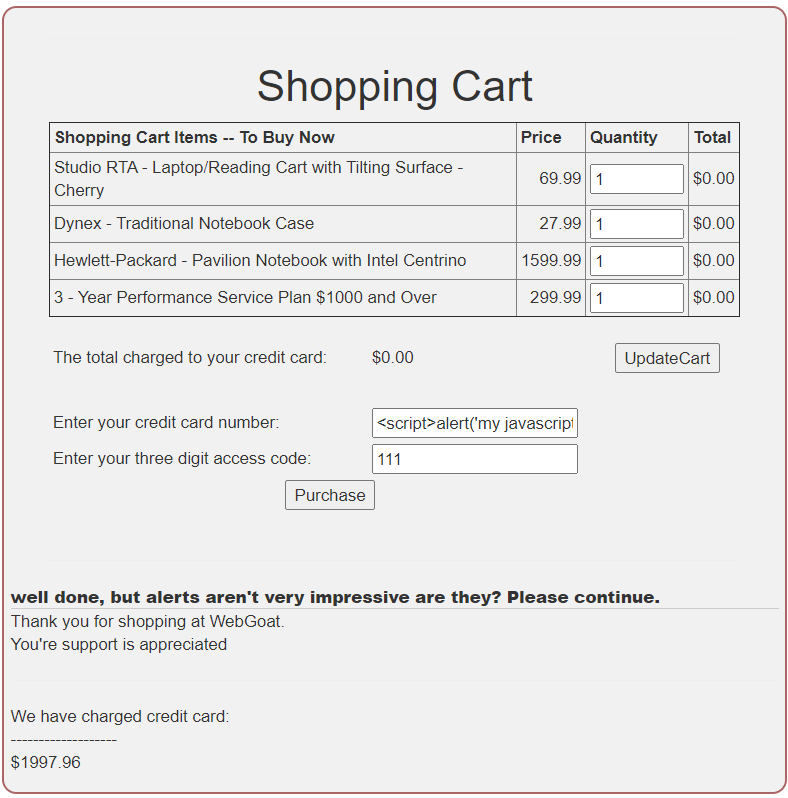 Shopping Cart
Shopping Cart Items -- To Buy Now Price Quantity Total
Studio RTA - Laptop/Reading Cart with Tilting Surface -
Cherry 69.99 1 $0.00
Dynex - Traditional Notebook Case 27.99 1 $0.00
Hewlett-Packard - Pavilion Notebook with Intel Centrino 1599.99 1 $0.00
3 - Year Performance Service Plan $1000 and Over 299.99 1 $0.00
The total charged to your credit card: $0.00 UpdateCart
Enter your credit card number: <script>alert('my javascript
Enter your three digit access code: 111
Purchase
well done, but alerts aren't very impressive are they? Please continue.
Thank you for shopping at WebGoat.
You're support is appreciated
We have charged credit card:
-------------------
$1997.96